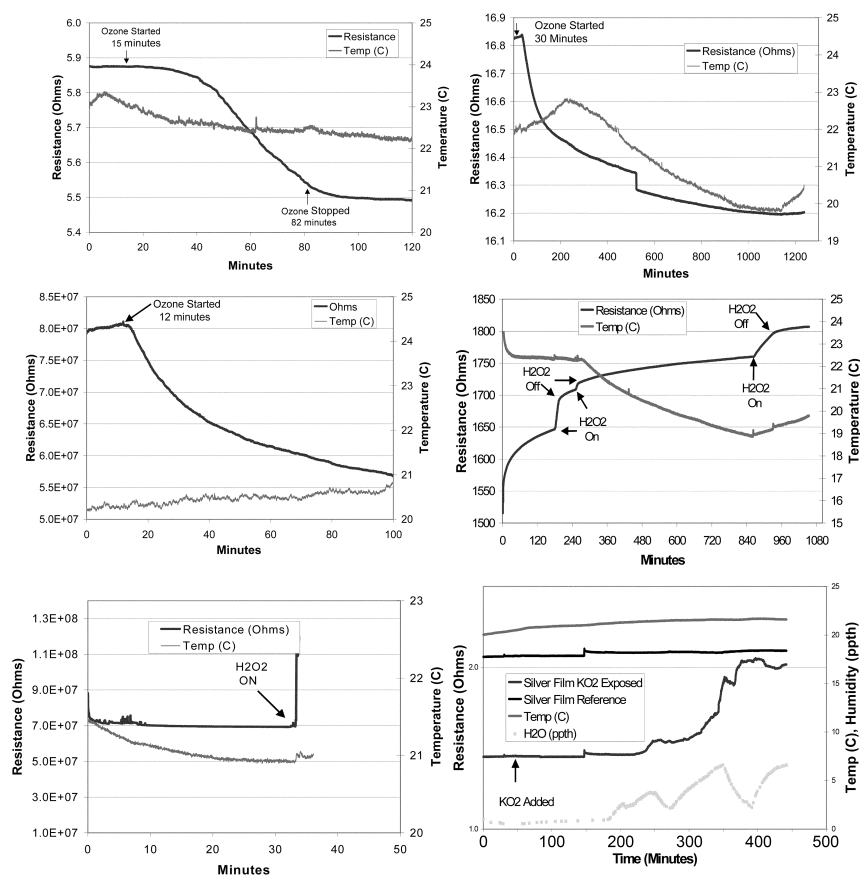 6.0
5.9
5.8
5.7
5.6
5.5
5.4
Resistance (Ohms)
Ozone Started
15 minutes
Resistance
Temp (C)
Ozone Stopped
82 minutes
25
24
23
22
21
20
Temerature (C)
0
20
40
60
80
100
120
Minutes
16.9
16.8
16.7
16.6
16.5
16.4
16.3
16.2
16.1
Resistance (Ohms)
Ozone Started
30 Minutes
Resistance (Ohms)
Temp (C)
25
24
23
22
21
20
19
Temperature (C)
0
200
400
600
800
1000
1200
Minutes
8.5E+07
8.0E+07
7.5E+07
7.0E+07
6.5E+07
6.0E+07
5.5E+07
5.0E+07
Resistance (Ohms)
Ozone Started
12 minutes
Ohms
Temp (C)
25
24
23
22
21
20
Temperature (C)
0
20
40
60
80
100
Minutes
1850
1800
1750
1700
1650
1600
1550
1500
Resistance (Ohms)
Resistance (Ohms)
Temp (C)
H2O2
Off
H2O2
Off
H2O2
On
H2O2
On
25
24
23
22
21
20
19
18
17
16
15
Temperature (C)
0
120
240
360
480
600
720
840
960
1080
Minutes
1.3E+08
1.1E+08
9.0E+07
7.0E+07
5.0E+07
3.0E+07
1.0E+07
Resistance (Ohms)
Resistance (Ohms)
Temp (C)
H2O2
ON
23
22
21
20
Temperature (C)
0
10
20
30
40
50
Minutes
2.0
1.0
Resistance (Ohms)
Silver Film KO2 Exposed
Silver Film Reference
Temp (C)
H2O (ppth)
KO2 Added
25
20
15
10
5
0
Temp (C), Humidity (ppth)
0
100
200
300
400
500
Time (Minutes)